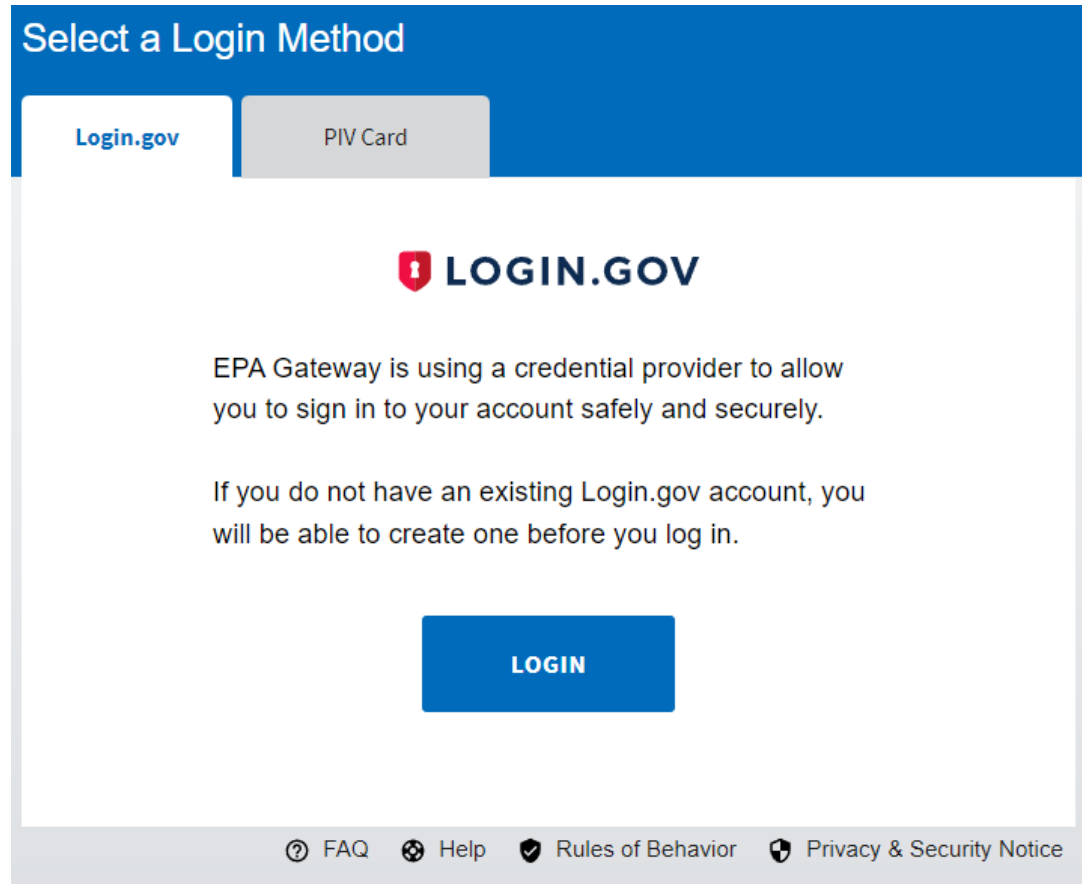 Select a Login Method
Login.gov
PIV Card
LOGIN.GOV
EPA Gateway is using a credential provider to allow
you to sign in to your account safely and securely.
If you do not have an existing Login.gov account, you
will be able to create one before you log in.
LOGIN
FAQ Help Rules of Behavior Privacy & Security Notice